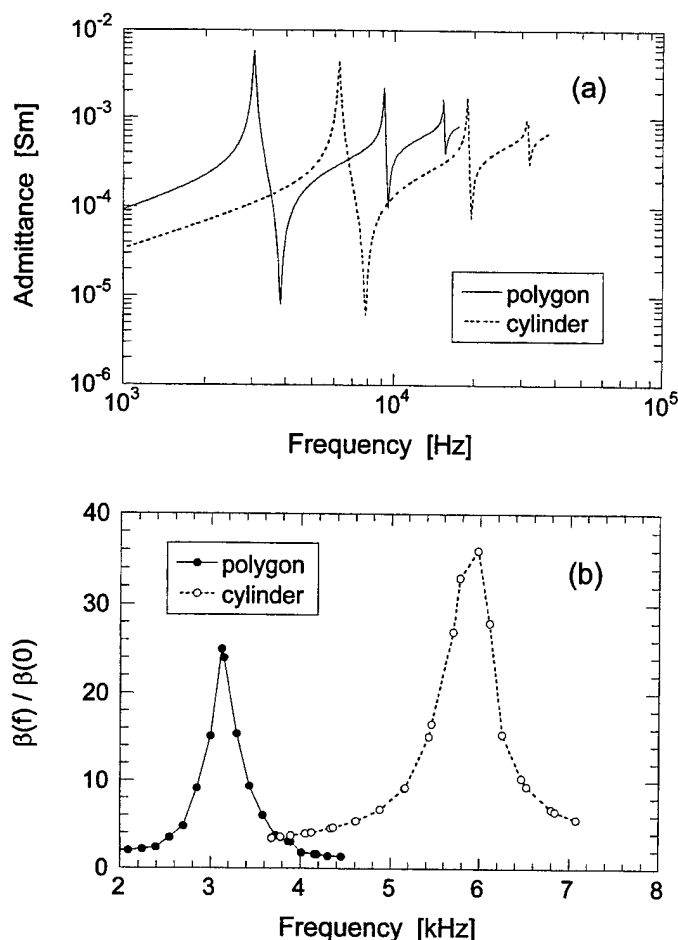 10^-2
10^-3
10^-4
10^-5
10^-6
Admittance [Sm]
(a)
polygon
cylinder
10^3 10^4 10^5
Frequency [Hz]
40
30
20
10
0
β(f) / β(0)
polygon
cylinder
(b)
2 3 4 5 6 7 8
Frequency [kHz]